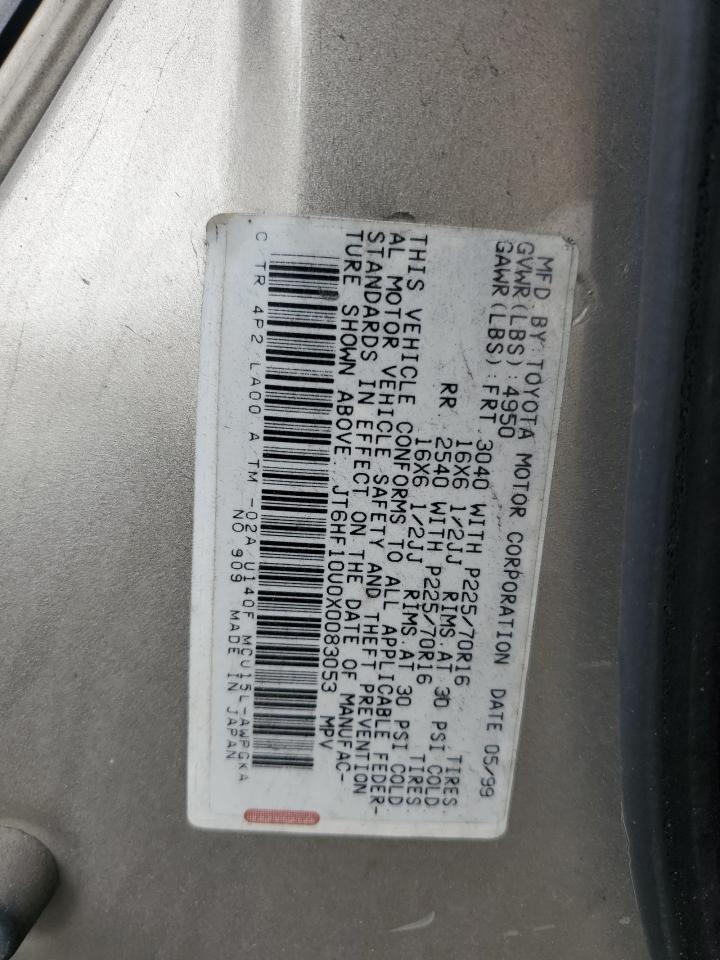 MFD. BY: TOYOTA MOTOR CORPORATION DATE 05/99
GVWR(LBS): 4950
GAWR(LBS): FRT 3040 WITH P225/70R16 TIRES.
16X6 1/2JJ RIMS.AT 30 PSI COLD
RR 2540 WITH P225/70R16 TIRES
16X6 1/2JJ RIMS.AT 30 PSI COLD
THIS VEHICLE CONFORMS TO ALL APPLICABLE FEDER-
AL MOTOR VEHICLE SAFETY AND THEFT PREVENTION
STANDARDS IN EFFECT ON THE DATE OF MANUFAC-
TURE SHOWN ABOVE. JT6HF10U0X0083053 MPV
C TR 4P2 LA00 A TM -02A/U140F MCU15L-AWPGKA
NO 909 MADE IN JAPAN